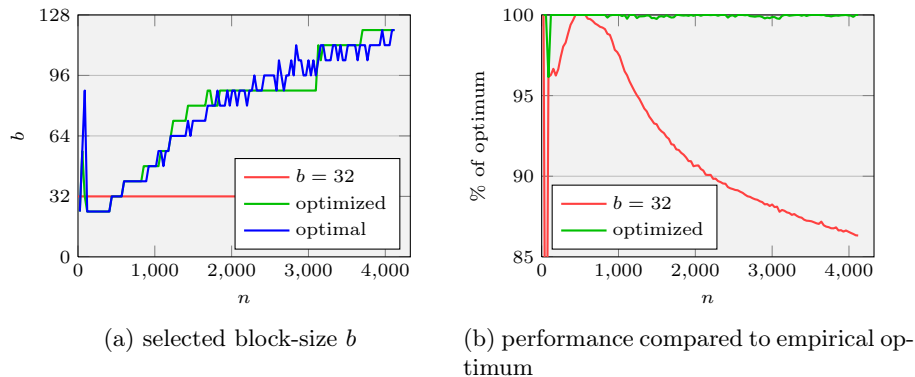 128
96
64
32
0
b
0
1,000
2,000
3,000
4,000
n
b = 32
optimized
optimal
(a) selected block-size b
100
95
90
85
% of optimum
0
1,000
2,000
3,000
4,000
n
b = 32
optimized
(b) performance compared to empirical op-
timum